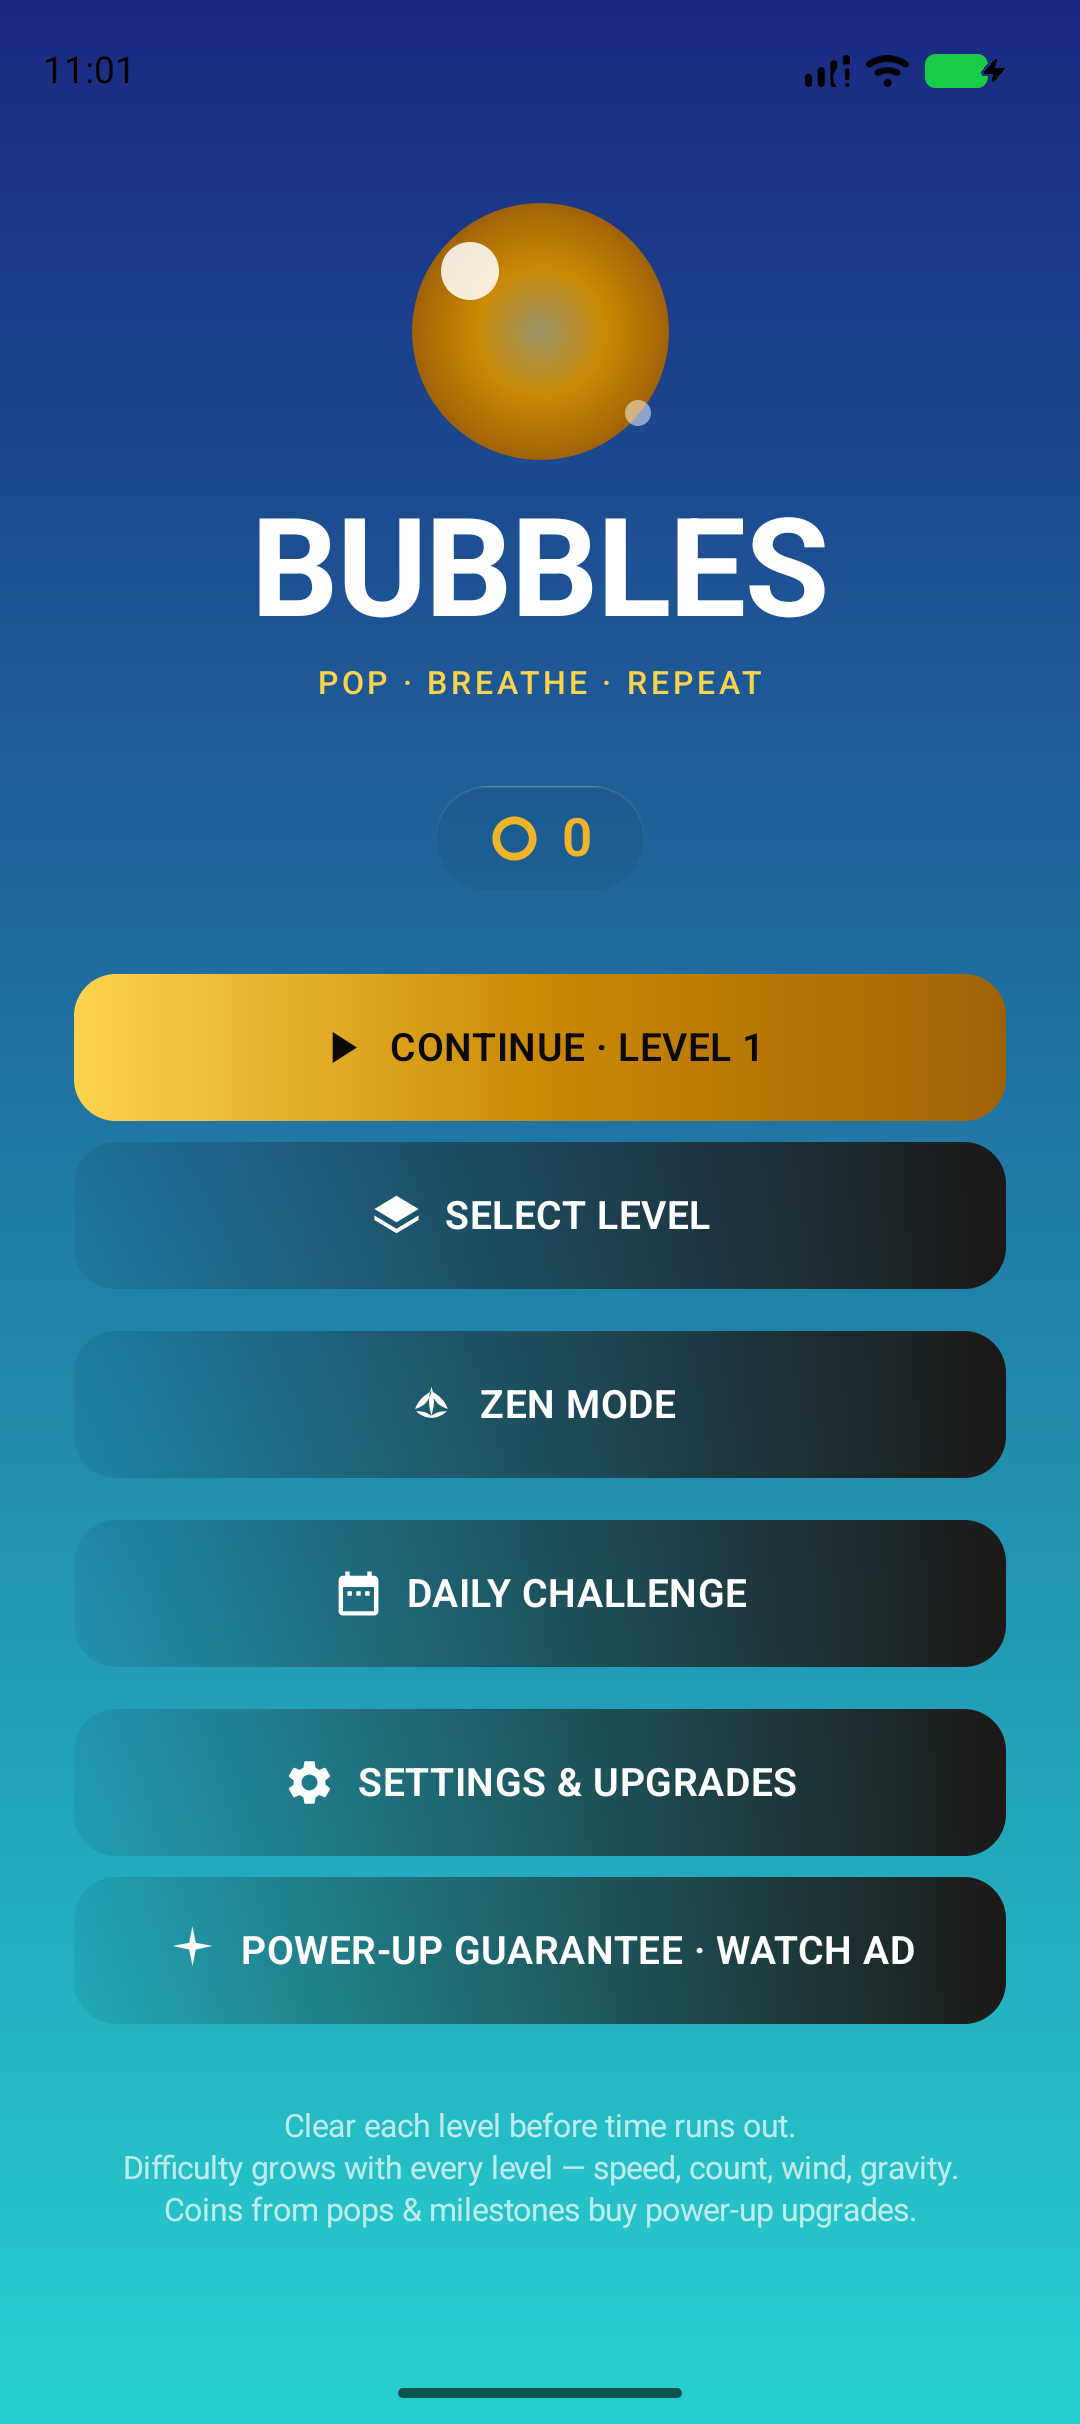 11:01
BUBBLES
POP · BREATHE · REPEAT
0
CONTINUE · LEVEL 1
SELECT LEVEL
ZEN MODE
DAILY CHALLENGE
SETTINGS & UPGRADES
POWER-UP GUARANTEE · WATCH AD
Clear each level before time runs out.
Difficulty grows with every level — speed, count, wind, gravity.
Coins from pops & milestones buy power-up upgrades.